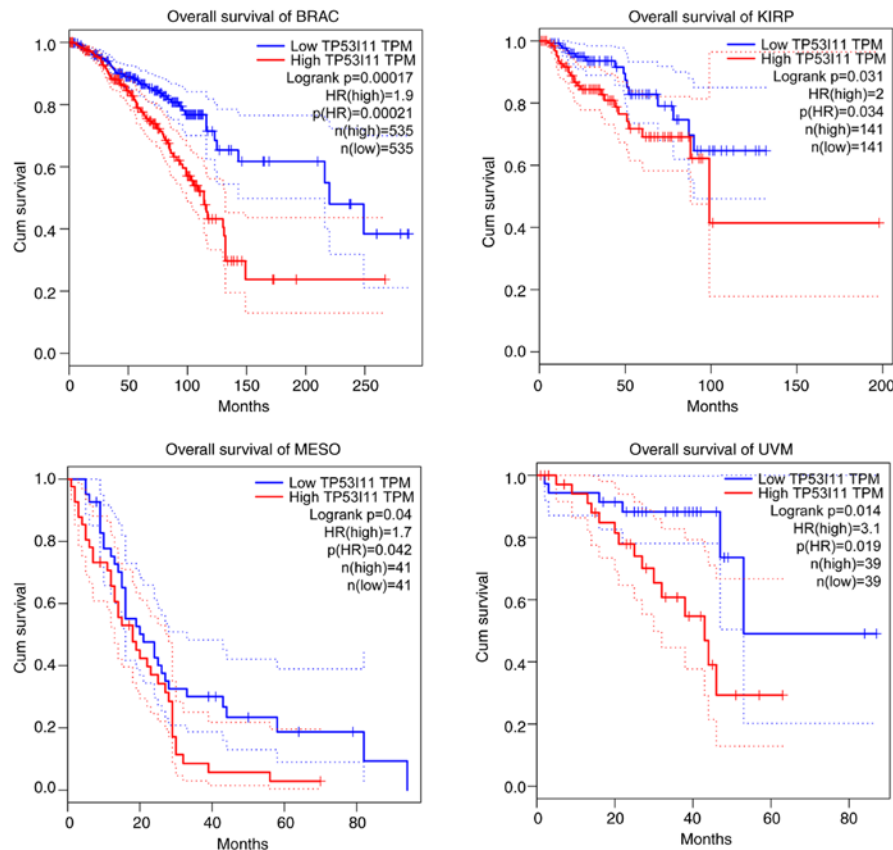 Overall survival of BRAC
Low TP53I11 TPM
High TP53I11 TPM
Logrank p=0.00017
HR(high)=1.9
p(HR)=0.00021
n(high)=535
n(low)=535
Cum survival
1.0
0.8
0.6
0.4
0.2
0.0
0 50 100 150 200 250
Months
Overall survival of KIRP
Low TP53I11 TPM
High TP53I11 TPM
Logrank p=0.031
HR(high)=2
p(HR)=0.034
n(high)=141
n(low)=141
Cum survival
1.0
0.8
0.6
0.4
0.2
0.0
0 50 100 150 200
Months
Overall survival of MESO
Low TP53I11 TPM
High TP53I11 TPM
Logrank p=0.04
HR(high)=1.7
p(HR)=0.042
n(high)=41
n(low)=41
Cum survival
1.0
0.8
0.6
0.4
0.2
0.0
0 20 40 60 80
Months
Overall survival of UVM
Low TP53I11 TPM
High TP53I11 TPM
Logrank p=0.014
HR(high)=3.1
p(HR)=0.019
n(high)=39
n(low)=39
Cum survival
1.0
0.8
0.6
0.4
0.2
0.0
0 20 40 60 80
Months